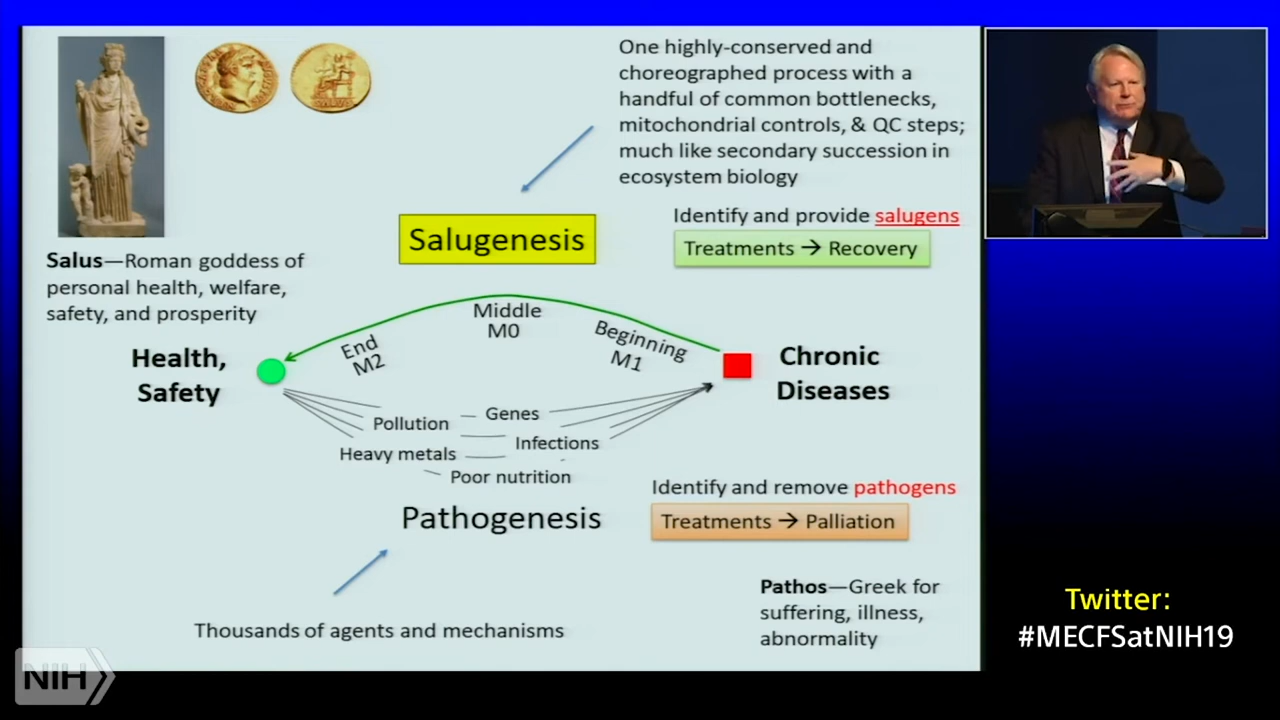 One highly-conserved and
choreographed process with a
handful of common bottlenecks,
mitochondrial controls, & QC steps;
much like secondary succession in
ecosystem biology
Identify and provide salugens
Treatments → Recovery
Salugenesis
SALUS
Salus—Roman goddess of
personal health, welfare,
safety, and prosperity
Middle
M0
Beginning
M1
End
M2
Health,
Safety
Chronic
Diseases
Genes
Pollution
Infections
Heavy metals
Poor nutrition
Pathogenesis
Identify and remove pathogens
Treatments → Palliation
Pathos—Greek for
suffering, illness,
abnormality
Thousands of agents and mechanisms
Twitter:
#MECFSatNIH19
NIH